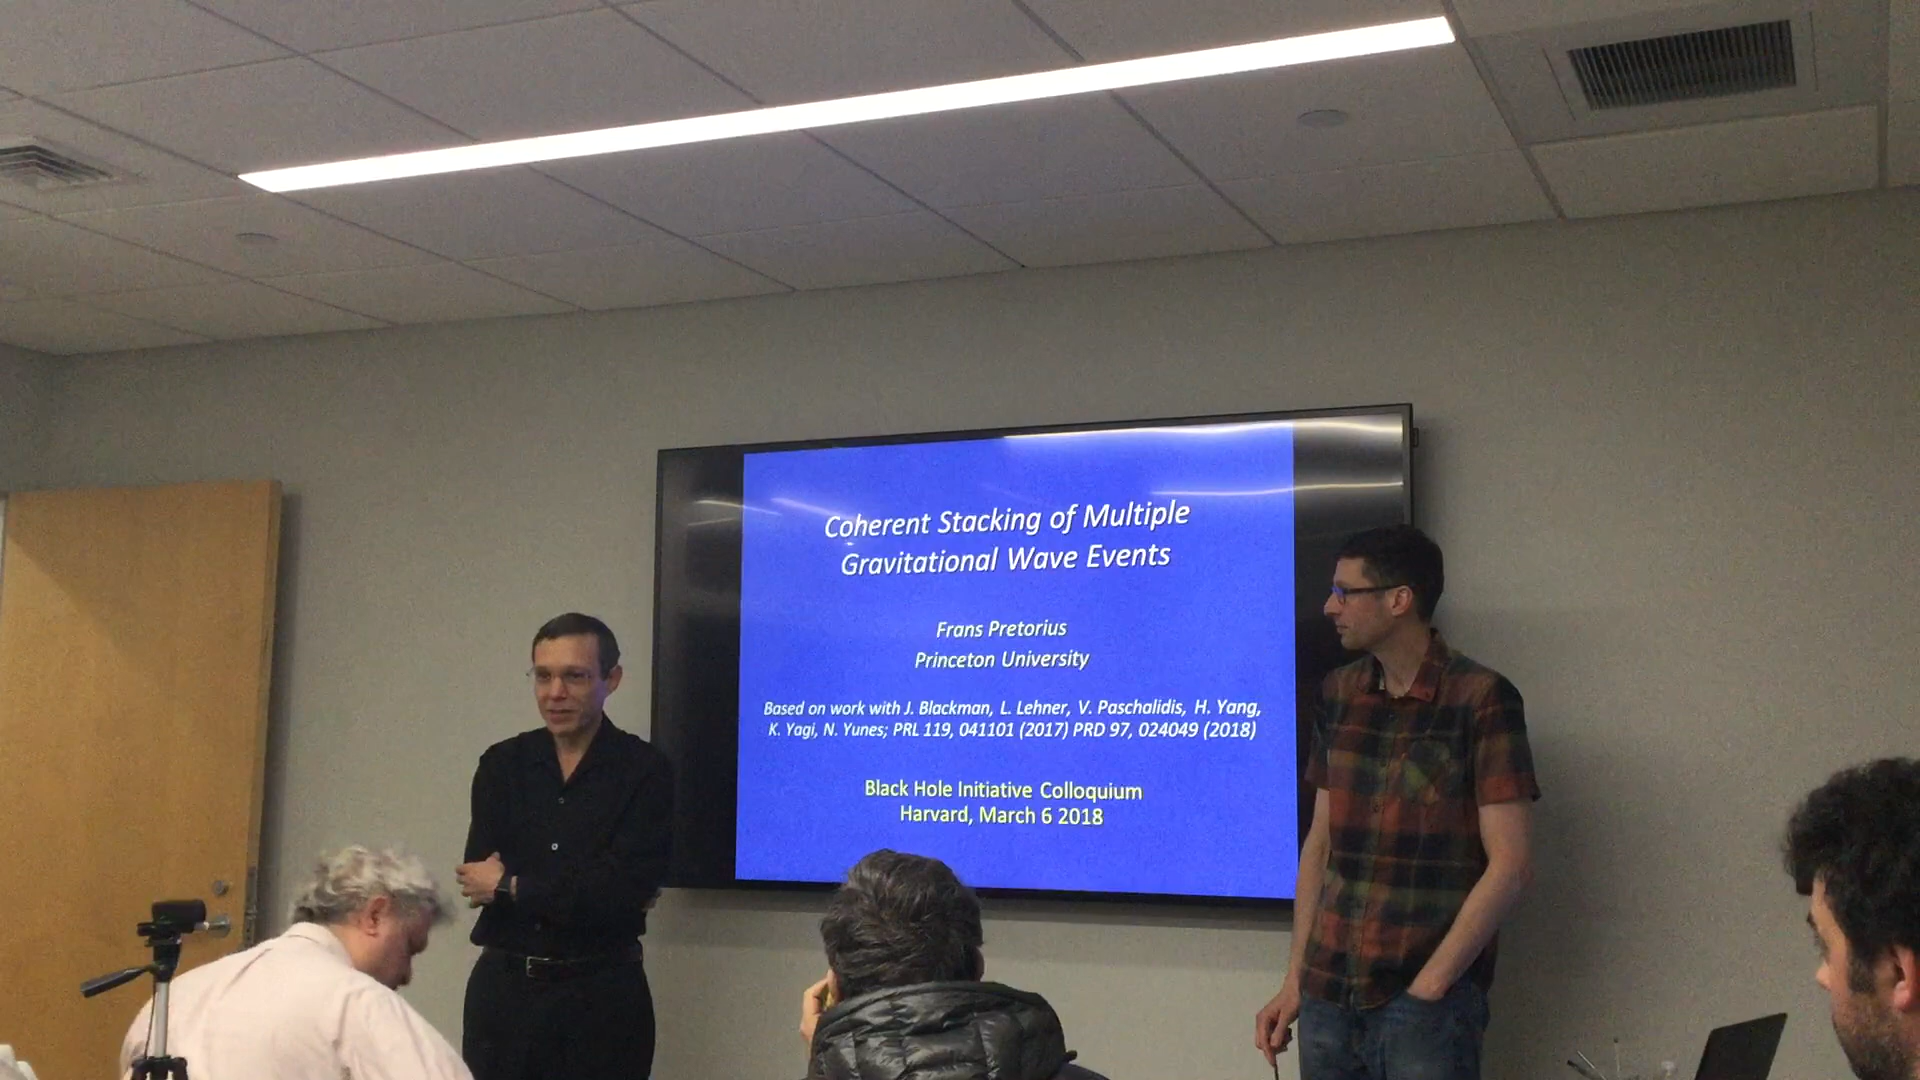 Coherent Stacking of Multiple
Gravitational Wave Events
Frans Pretorius
Princeton University
Based on work with J. Blackman, L. Lehner, V. Paschalidis, H. Yang,
K. Yagi, N. Yunes; PRL 119, 041101 (2017) PRD 97, 024049 (2018)
Black Hole Initiative Colloquium
Harvard, March 6 2018